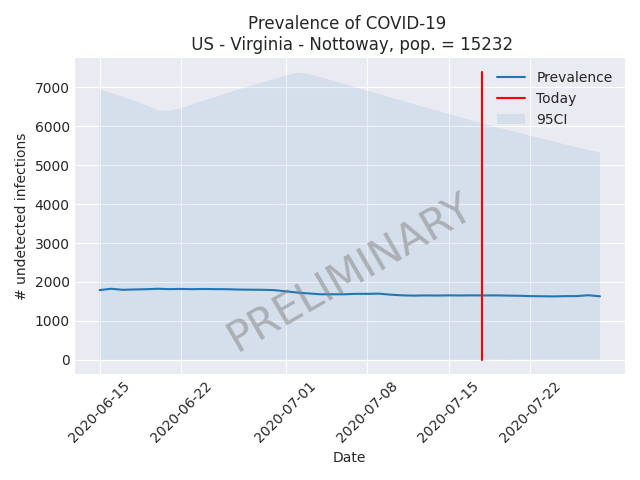 Prevalence of COVID-19
US - Virginia - Nottoway, pop. = 15232
Prevalence
Today
95CI
7000
6000
5000
4000
3000
2000
1000
0
# undetected infections
PRELIMINARY
2020-06-15
2020-06-22
2020-07-01
2020-07-08
2020-07-15
2020-07-22
Date